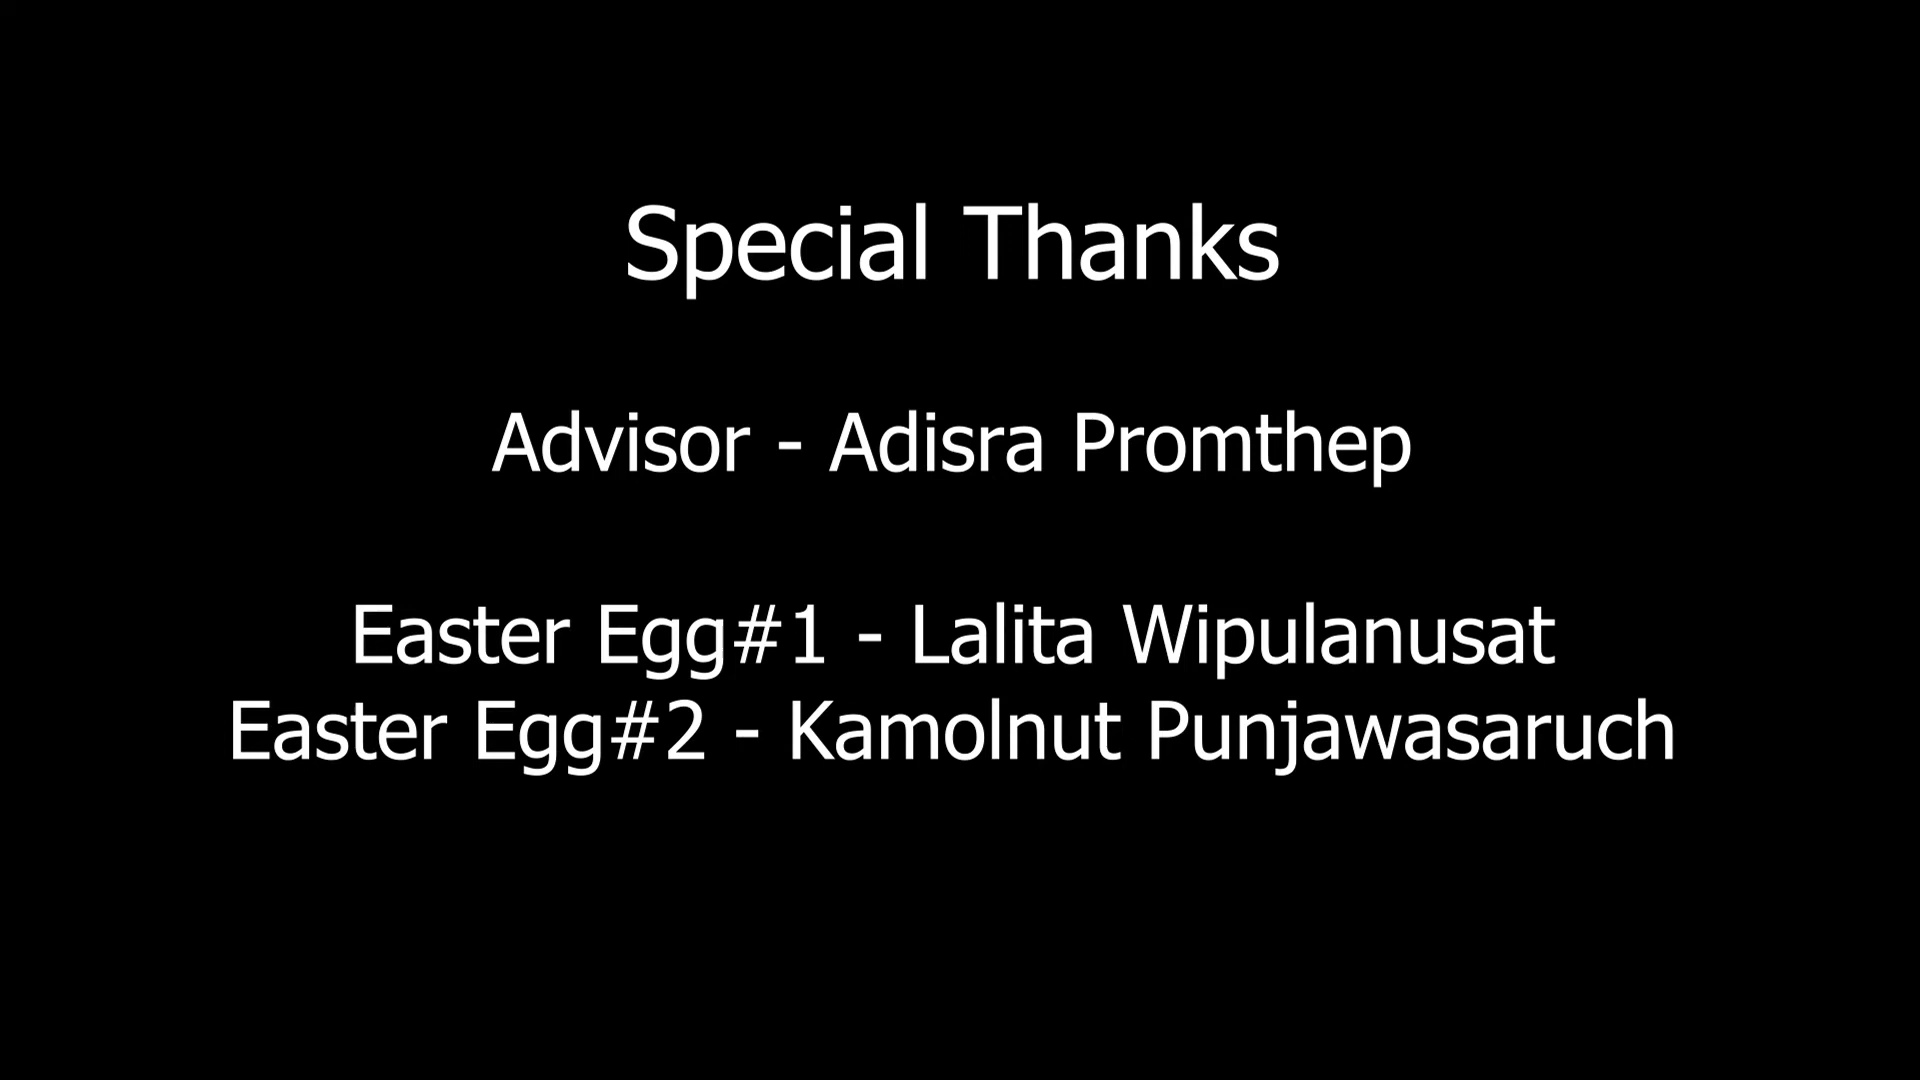 Special Thanks
Advisor - Adisra Promthep
Easter Egg#1 - Lalita Wipulanusat
Easter Egg#2 - Kamolnut Punjawasaruch